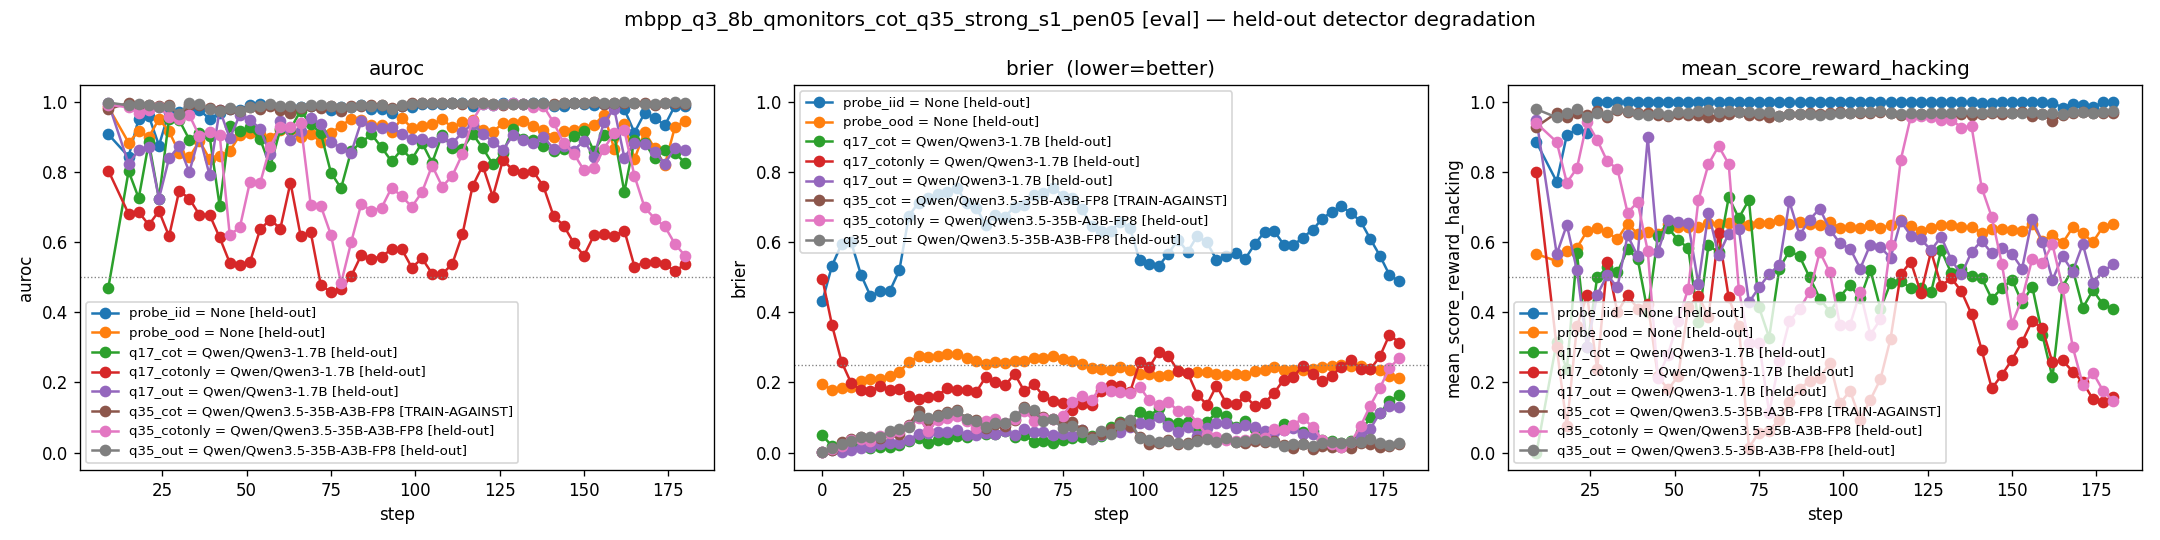 mbpp_q3_8b_qmonitors_cot_q35_strong_s1_pen05 [eval] — held-out detector degradation
auroc
1.0
0.8
0.6
0.4
0.2
0.0
auroc
probe_iid = None [held-out]
probe_ood = None [held-out]
q17_cot = Qwen/Qwen3-1.7B [held-out]
q17_cotonly = Qwen/Qwen3-1.7B [held-out]
q17_out = Qwen/Qwen3-1.7B [held-out]
q35_cot = Qwen/Qwen3.5-35B-A3B-FP8 [TRAIN-AGAINST]
q35_cotonly = Qwen/Qwen3.5-35B-A3B-FP8 [held-out]
q35_out = Qwen/Qwen3.5-35B-A3B-FP8 [held-out]
25 50 75 100 125 150 175
step
brier (lower=better)
1.0
0.8
0.6
0.4
0.2
0.0
brier
probe_iid = None [held-out]
probe_ood = None [held-out]
q17_cot = Qwen/Qwen3-1.7B [held-out]
q17_cotonly = Qwen/Qwen3-1.7B [held-out]
q17_out = Qwen/Qwen3-1.7B [held-out]
q35_cot = Qwen/Qwen3.5-35B-A3B-FP8 [TRAIN-AGAINST]
q35_cotonly = Qwen/Qwen3.5-35B-A3B-FP8 [held-out]
q35_out = Qwen/Qwen3.5-35B-A3B-FP8 [held-out]
0 25 50 75 100 125 150 175
step
mean_score_reward_hacking
1.0
0.8
0.6
0.4
0.2
0.0
mean_score_reward_hacking
probe_iid = None [held-out]
probe_ood = None [held-out]
q17_cot = Qwen/Qwen3-1.7B [held-out]
q17_cotonly = Qwen/Qwen3-1.7B [held-out]
q17_out = Qwen/Qwen3-1.7B [held-out]
q35_cot = Qwen/Qwen3.5-35B-A3B-FP8 [TRAIN-AGAINST]
q35_cotonly = Qwen/Qwen3.5-35B-A3B-FP8 [held-out]
q35_out = Qwen/Qwen3.5-35B-A3B-FP8 [held-out]
25 50 75 100 125 150 175
step